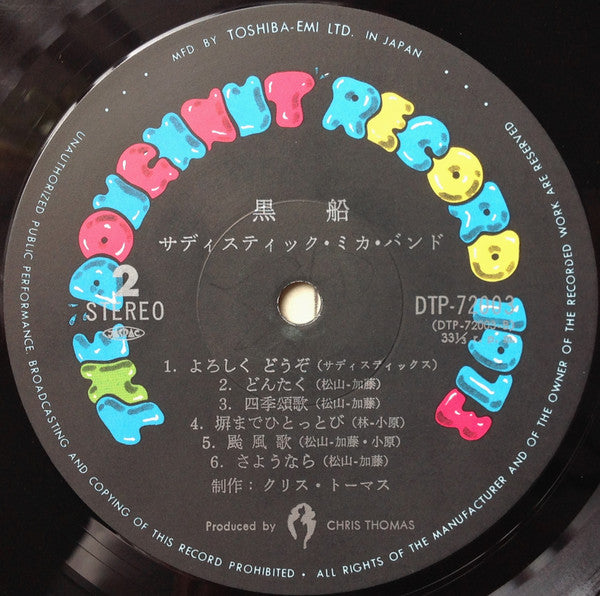 MFD BY TOSHIBA-EMI LTD. IN JAPAN
UNAUTHORIZED PUBLIC PERFORMANCE, BROADCASTING AND COPYING OF THIS RECORD PROHIBITED • ALL RIGHTS OF THE MANUFACTURER AND OF THE OWNER OF THE RECORDED WORK ARE RESERVED
THE DOUGHNUT RECORD HOLE
黒 船
サディスティック・ミカ・バンド
2
STEREO
DTP-72003
(DTP-72003
33⅓
1. よろしく どうぞ (サディスティックス)
2. どんたく (松山-加藤)
3. 四季頌歌 (松山-加藤)
4. 塀までひとっとび (林-小原)
5. 颱風歌 (松山-加藤・小原)
6. さようなら (松山-加藤)
制作：クリス・トーマス
Produced by CHRIS THOMAS